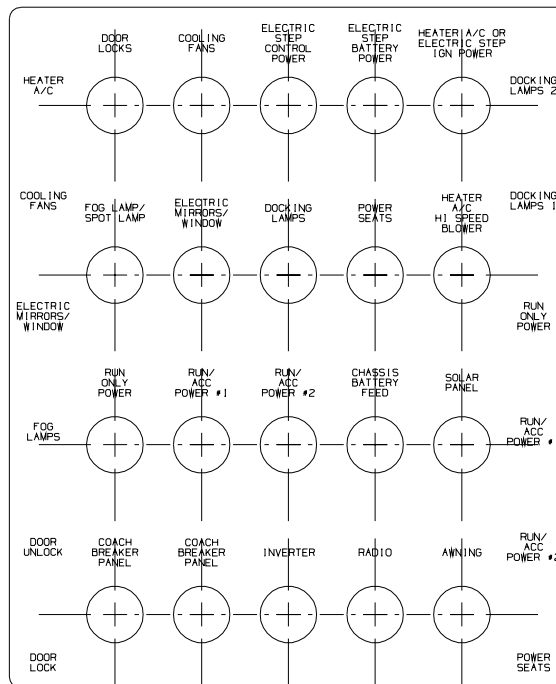 DOOR
LOCKS
COOLING
FANS
ELECTRIC
STEP
CONTROL
POWER
ELECTRIC
STEP
BATTERY
POWER
HEATER A/C OR
ELECTRIC STEP
IGN POWER
HEATER
A/C
DOCKING
LAMPS 2
COOLING
FANS
FOG LAMP/
SPOT LAMP
ELECTRIC
MIRRORS/
WINDOW
DOCKING
LAMPS
POWER
SEATS
HEATER
A/C
HI SPEED
BLOWER
DOCKING
LAMPS 1
ELECTRIC
MIRRORS/
WINDOW
RUN
ONLY
POWER
RUN
ONLY
POWER
RUN/
ACC
POWER #1
RUN/
ACC
POWER #2
CHASSIS
BATTERY
FEED
SOLAR
PANEL
FOG
LAMPS
RUN/
ACC
POWER #
DOOR
UNLOCK
COACH
BREAKER
PANEL
COACH
BREAKER
PANEL
INVERTER
RADIO
AWNING
RUN/
ACC
POWER #2
DOOR
LOCK
POWER
SEATS